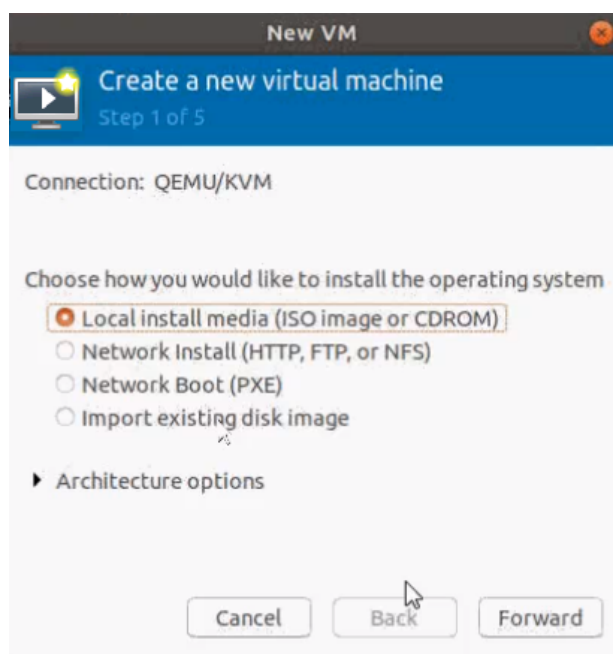 New VM
Create a new virtual machine
Step 1 of 5
Connection: QEMU/KVM
Choose how you would like to install the operating system
Local install media (ISO image or CDROM)
Network Install (HTTP, FTP, or NFS)
Network Boot (PXE)
Import existing disk image
Architecture options
Cancel Back Forward